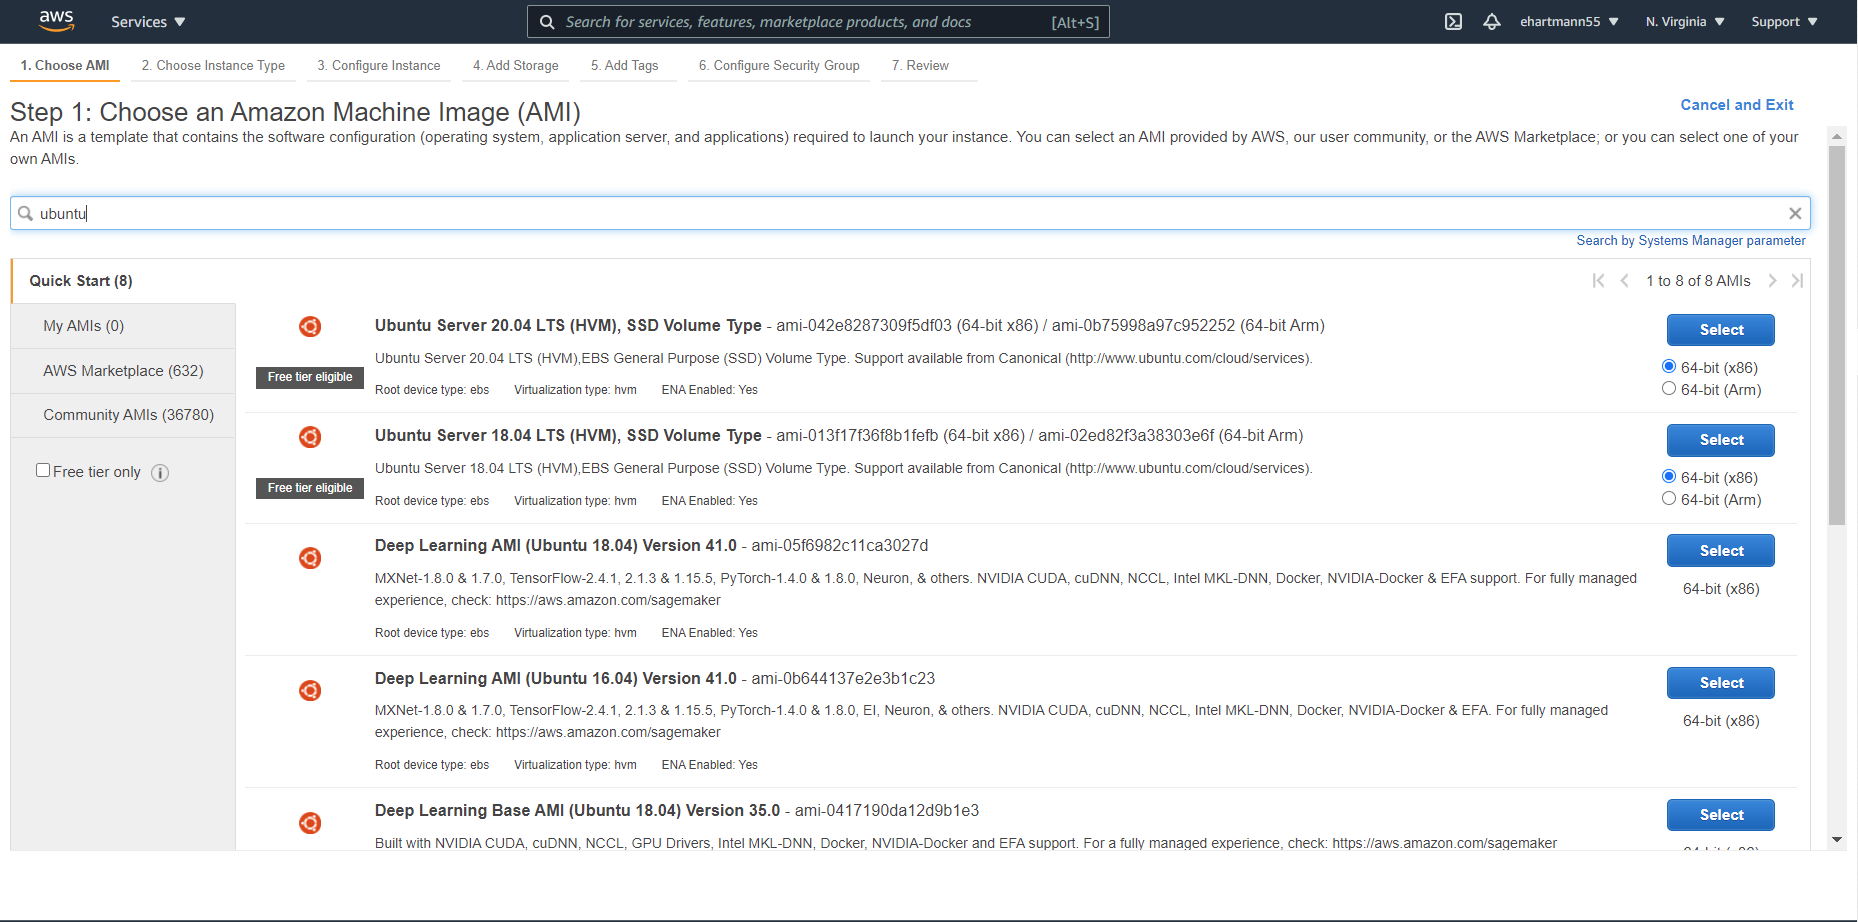 aws Services Search for services, features, marketplace products, and docs [Alt+S] ehartmann55 N. Virginia Support
1. Choose AMI 2. Choose Instance Type 3. Configure Instance 4. Add Storage 5. Add Tags 6. Configure Security Group 7. Review
Step 1: Choose an Amazon Machine Image (AMI)
Cancel and Exit
An AMI is a template that contains the software configuration (operating system, application server, and applications) required to launch your instance. You can select an AMI provided by AWS, our user community, or the AWS Marketplace; or you can select one of your
own AMIs.
ubuntu
Search by Systems Manager parameter
Quick Start (8)
1 to 8 of 8 AMIs
My AMIs (0)
AWS Marketplace (632)
Community AMIs (36780)
Free tier only
Ubuntu Server 20.04 LTS (HVM), SSD Volume Type - ami-042e8287309f5df03 (64-bit x86) / ami-0b75998a97c952252 (64-bit Arm)
Ubuntu Server 20.04 LTS (HVM),EBS General Purpose (SSD) Volume Type. Support available from Canonical (http://www.ubuntu.com/cloud/services).
Free tier eligible
Root device type: ebs Virtualization type: hvm ENA Enabled: Yes
Select
64-bit (x86)
64-bit (Arm)
Ubuntu Server 18.04 LTS (HVM), SSD Volume Type - ami-013f17f36f8b1fefb (64-bit x86) / ami-02ed82f3a38303e6f (64-bit Arm)
Ubuntu Server 18.04 LTS (HVM),EBS General Purpose (SSD) Volume Type. Support available from Canonical (http://www.ubuntu.com/cloud/services).
Free tier eligible
Root device type: ebs Virtualization type: hvm ENA Enabled: Yes
Select
64-bit (x86)
64-bit (Arm)
Deep Learning AMI (Ubuntu 18.04) Version 41.0 - ami-05f6982c11ca3027d
MXNet-1.8.0 & 1.7.0, TensorFlow-2.4.1, 2.1.3 & 1.15.5, PyTorch-1.4.0 & 1.8.0, Neuron, & others. NVIDIA CUDA, cuDNN, NCCL, Intel MKL-DNN, Docker, NVIDIA-Docker & EFA support. For fully managed
experience, check: https://aws.amazon.com/sagemaker
Root device type: ebs Virtualization type: hvm ENA Enabled: Yes
Select
64-bit (x86)
Deep Learning AMI (Ubuntu 16.04) Version 41.0 - ami-0b644137e2e3b1c23
MXNet-1.8.0 & 1.7.0, TensorFlow-2.4.1, 2.1.3 & 1.15.5, PyTorch-1.4.0 & 1.8.0, EI, Neuron, & others. NVIDIA CUDA, cuDNN, NCCL, Intel MKL-DNN, Docker, NVIDIA-Docker & EFA. For fully managed
experience, check: https://aws.amazon.com/sagemaker
Root device type: ebs Virtualization type: hvm ENA Enabled: Yes
Select
64-bit (x86)
Deep Learning Base AMI (Ubuntu 18.04) Version 35.0 - ami-0417190da12d9b1e3
Built with NVIDIA CUDA, cuDNN, NCCL, GPU Drivers, Intel MKL-DNN, Docker, NVIDIA-Docker and EFA support. For a fully managed experience, check: https://aws.amazon.com/sagemaker
Select